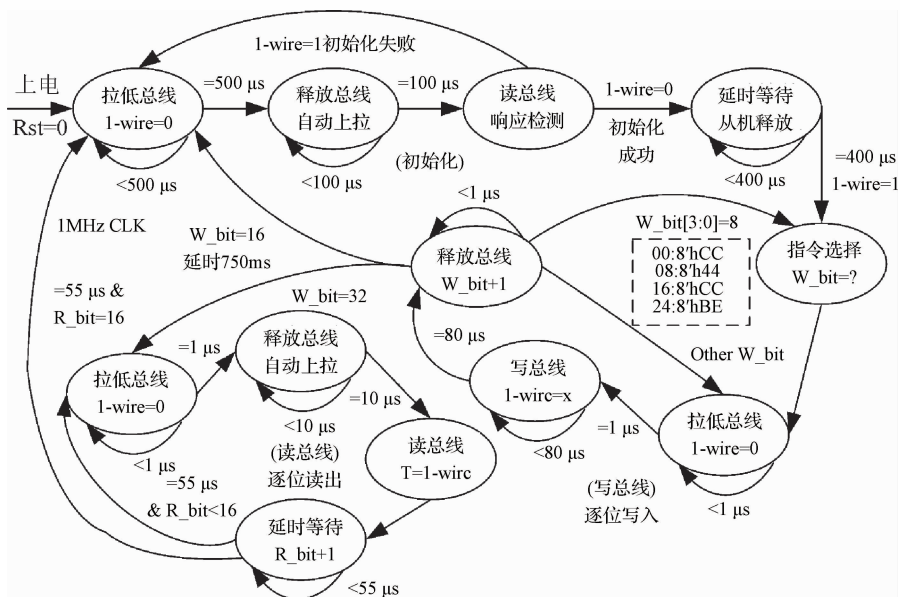 1-wire=1初始化失败
上电
Rst=0
拉低总线
1-wire=0
=500 μs
<500 μs
释放总线
自动上拉
=100 μs
<100 μs
读总线
响应检测
(初始化)
1-wire=0
初始化
成功
延时等待
从机释放
<400 μs
=400 μs
1-wire=1
1MHz CLK
W_bit=16
延时750ms
<1 μs
释放总线
W_bit+1
W_bit[3:0]=8
00:8'hCC
08:8'h44
16:8'hCC
24:8'hBE
指令选择
W_bit=?
=55 μs &
R_bit=16
W_bit=32
=1 μs
释放总线
自动上拉
<10 μs
=10 μs
=80 μs
Other W_bit
拉低总线
1-wire=0
<1 μs
写总线
1-wirc=x
<80 μs
=1 μs
拉低总线
1-wire=0
<1 μs
(读总线)
逐位读出
读总线
T=1-wirc
(写总线)
逐位写入
=55 μs
& R_bit<16
延时等待
R_bit+1
<55 μs